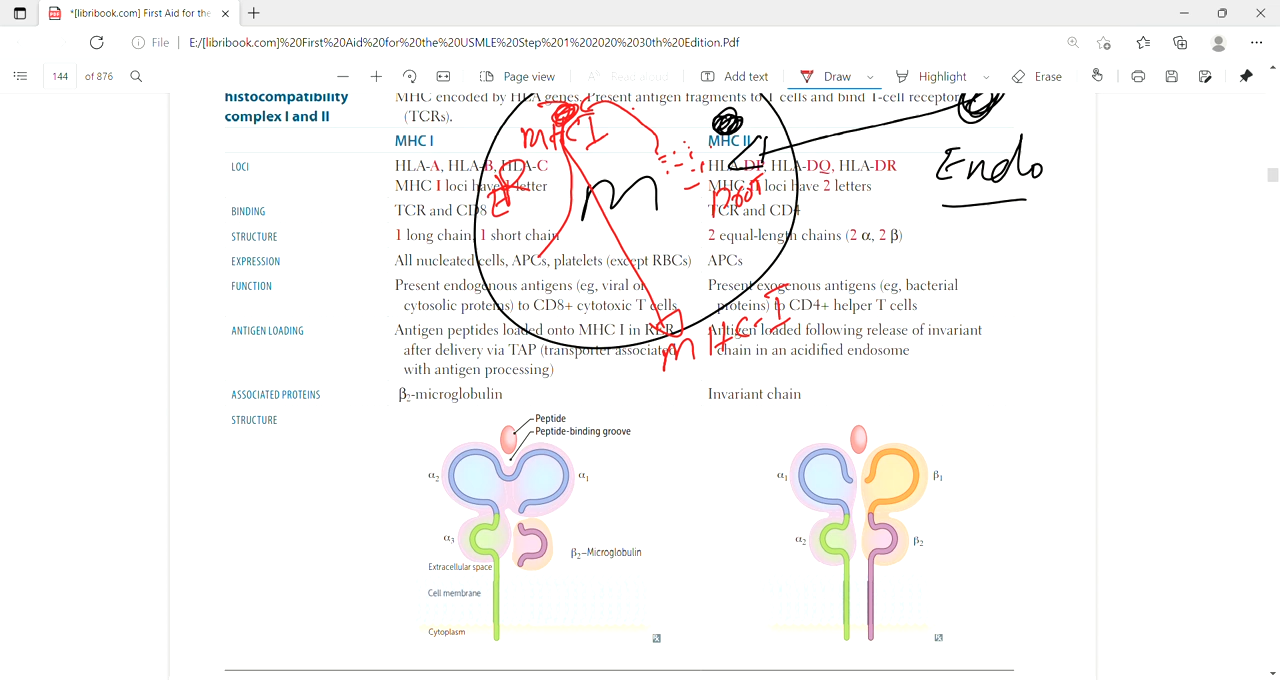 *[libribook.com] First Aid for the
File
E:/[libribook.com]%20First%20Aid%20for%20the%20USMLE%20Step%201%202020%2030th%20Edition.Pdf
144 of 876
Page view
Read aloud
Add text
Draw
Highlight
Erase
histocompatibility
complex I and II
MHC encoded by HLA genes. Present antigen fragments to T cells and bind T-cell receptor
(TCRs).
MHC I
MHC I
MHC II
Endo
LOCI
HLA-A, HLA-B, HLA-C
HLA-DP, HLA-DQ, HLA-DR
MHC I loci have 1 letter
MHC II loci have 2 letters
ER
m
BINDING
TCR and CD8
TCR and CD4
STRUCTURE
1 long chain, 1 short chain
2 equal-length chains (2 α, 2 β)
EXPRESSION
All nucleated cells, APCs, platelets (except RBCs)
APCs
FUNCTION
Present endogenous antigens (eg, viral or
cytosolic proteins) to CD8+ cytotoxic T cells
Present exogenous antigens (eg, bacterial
proteins) to CD4+ helper T cells
MHC-I
ANTIGEN LOADING
Antigen peptides loaded onto MHC I in RER
after delivery via TAP (transporter associated
with antigen processing)
Antigen loaded following release of invariant
chain in an acidified endosome
ASSOCIATED PROTEINS
β2-microglobulin
Invariant chain
STRUCTURE
Peptide
Peptide-binding groove
α2
α1
α3
β2–Microglobulin
Extracellular space
Cell membrane
Cytoplasm
α1
β1
α2
β2